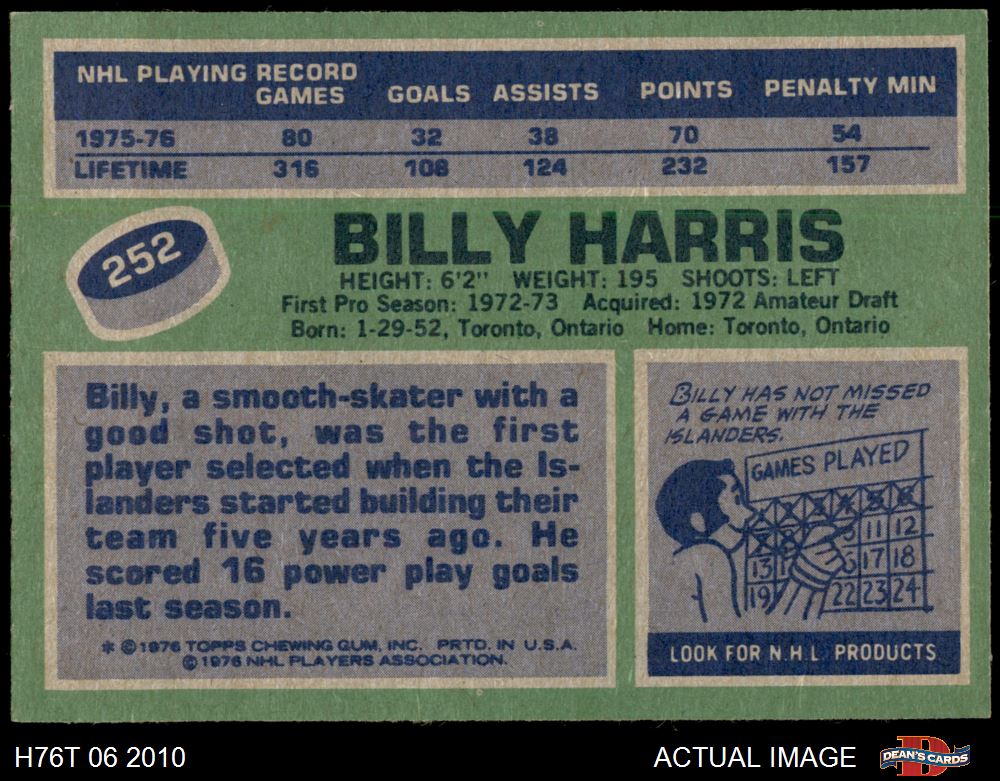 NHL PLAYING RECORD
GAMES GOALS ASSISTS POINTS PENALTY MIN
1975-76 80 32 38 70 54
LIFETIME 316 108 124 232 157
252
BILLY HARRIS
HEIGHT: 6'2" WEIGHT: 195 SHOOTS: LEFT
First Pro Season: 1972-73 Acquired: 1972 Amateur Draft
Born: 1-29-52, Toronto, Ontario Home: Toronto, Ontario
Billy, a smooth-skater with a
good shot, was the first
player selected when the Is-
landers started building their
team five years ago. He
scored 16 power play goals
last season.
* © 1976 TOPPS CHEWING GUM, INC. PRTD. IN U.S.A.
© 1976 NHL PLAYERS ASSOCIATION.
BILLY HAS NOT MISSED
A GAME WITH THE
ISLANDERS.
GAMES PLAYED
11 12
13 17 18
19 22 23 24
LOOK FOR N.H.L. PRODUCTS
H76T 06 2010
ACTUAL IMAGE
DEAN'S CARDS